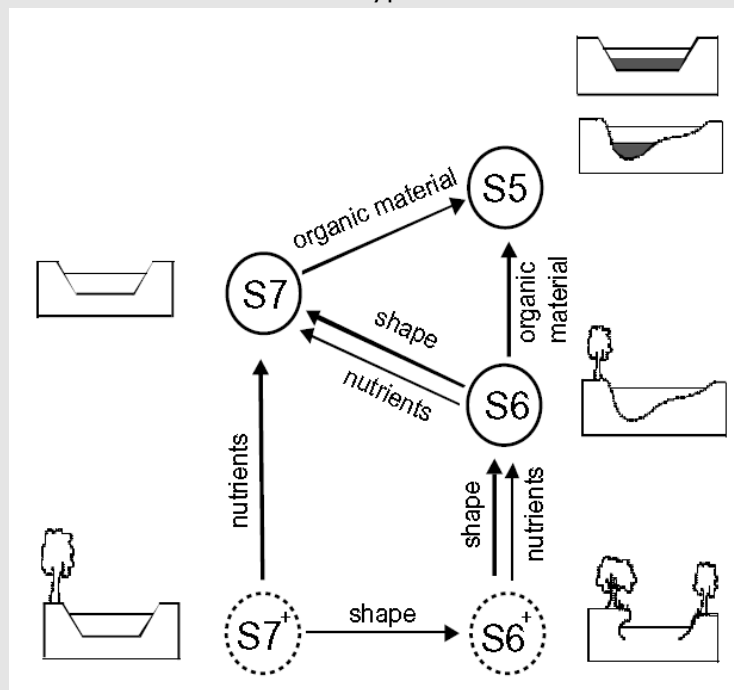 S5
organic material
S7
organic
material
shape
nutrients
S6
nutrients
shape
nutrients
S7+
shape
S6+